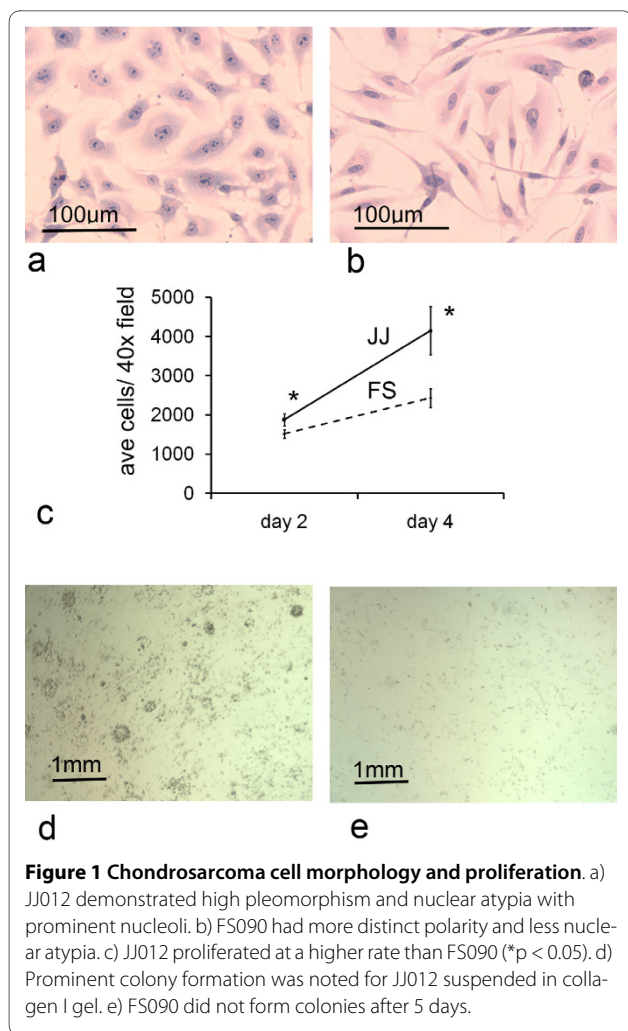 100µm
100µm
a
b
5000
4000
3000
2000
1000
0
ave cells/ 40x field
*
JJ
*
FS
day 2
day 4
c
1mm
1mm
d
e
Figure 1 Chondrosarcoma cell morphology and proliferation. a)
JJ012 demonstrated high pleomorphism and nuclear atypia with
prominent nucleoli. b) FS090 had more distinct polarity and less nucle-
ar atypia. c) JJ012 proliferated at a higher rate than FS090 (*p < 0.05). d)
Prominent colony formation was noted for JJ012 suspended in colla-
gen I gel. e) FS090 did not form colonies after 5 days.